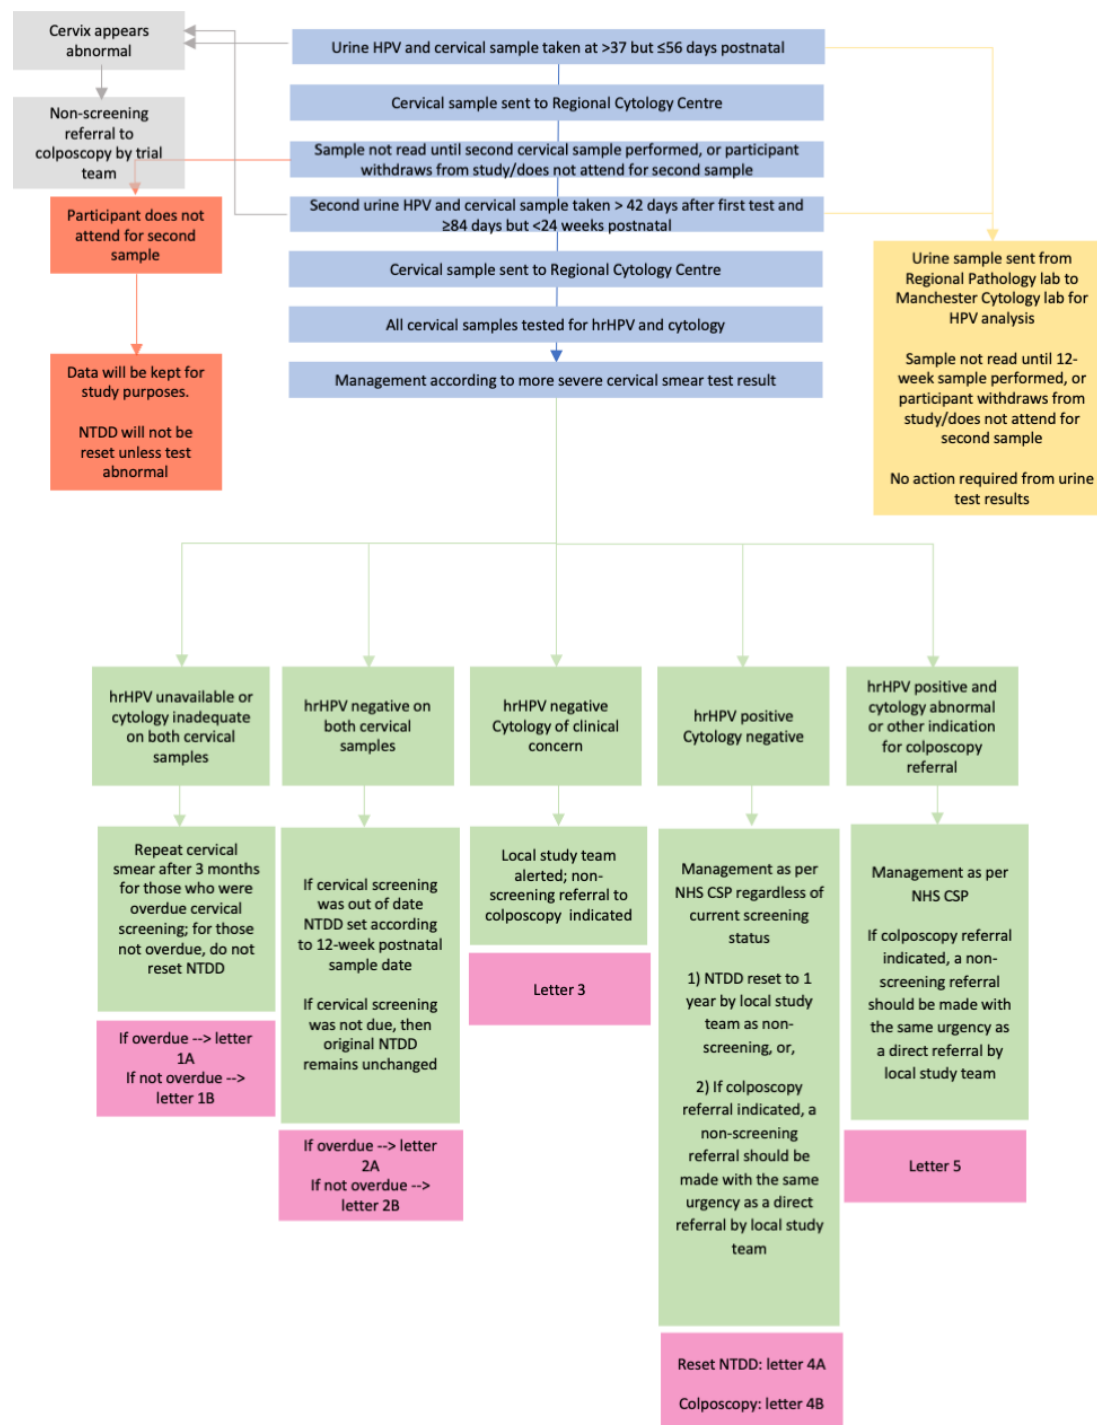 Cervix appears
abnormal
Urine HPV and cervical sample taken at >37 but ≤56 days postnatal
Cervical sample sent to Regional Cytology Centre
Non-screening
referral to
colposcopy by trial
team
Sample not read until second cervical sample performed, or participant
withdraws from study/does not attend for second sample
Participant does not
attend for second
sample
Second urine HPV and cervical sample taken > 42 days after first test and
≥84 days but <24 weeks postnatal
Cervical sample sent to Regional Cytology Centre
All cervical samples tested for hrHPV and cytology
Management according to more severe cervical smear test result
Data will be kept for
study purposes.
NTDD will not be
reset unless test
abnormal
Urine sample sent from
Regional Pathology lab to
Manchester Cytology lab for
HPV analysis
Sample not read until 12-
week sample performed, or
participant withdraws from
study/does not attend for
second sample
No action required from urine
test results
hrHPV unavailable or
cytology inadequate
on both cervical
samples
hrHPV negative on
both cervical
samples
hrHPV negative
Cytology of clinical
concern
hrHPV positive
Cytology negative
hrHPV positive and
cytology abnormal
or other indication
for colposcopy
referral
Repeat cervical
smear after 3 months
for those who were
overdue cervical
screening; for those
not overdue, do not
reset NTDD
If overdue --> letter
1A
If not overdue -->
letter 1B
If cervical screening
was out of date
NTDD set according
to 12-week postnatal
sample date
If cervical screening
was not due, then
original NTDD
remains unchanged
If overdue --> letter
2A
If not overdue -->
letter 2B
Local study team
alerted; non-
screening referral to
colposcopy indicated
Letter 3
Management as per
NHS CSP regardless of
current screening
status
1) NTDD reset to 1
year by local study
team as non-
screening, or,
2) If colposcopy
referral indicated, a
non-screening
referral should be
made with the same
urgency as a direct
referral by local study
team
Reset NTDD: letter 4A
Colposcopy: letter 4B
Management as per
NHS CSP
If colposcopy referral
indicated, a non-
screening referral
should be made with
the same urgency as
a direct referral by
local study team
Letter 5